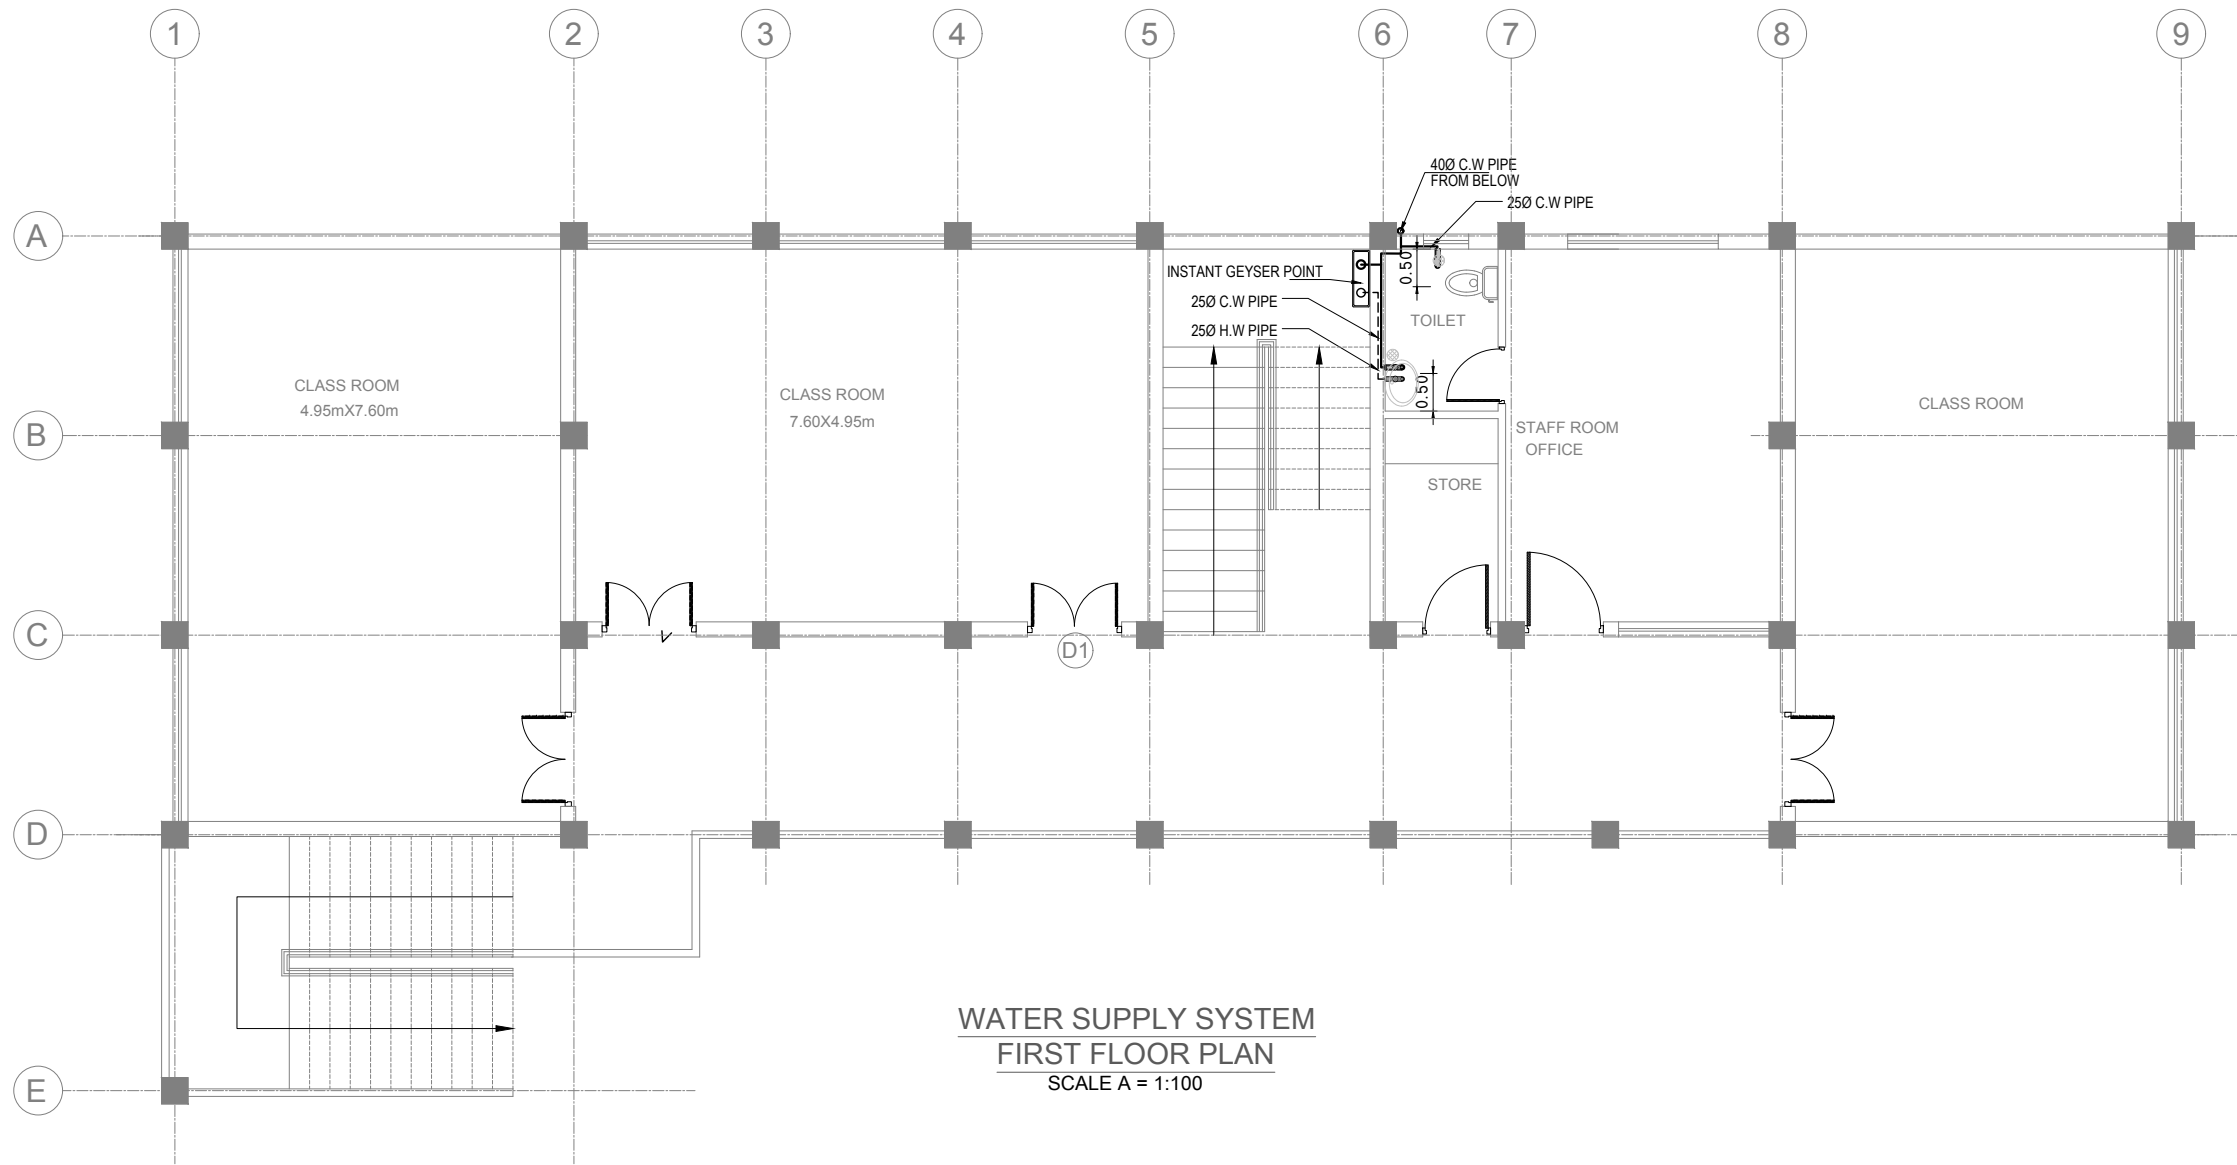 1
2
3
4
5
6
7
8
9
40Ø C.W PIPE
FROM BELOW
25Ø C.W PIPE
A
INSTANT GEYSER POINT
0.50
25Ø C.W PIPE
TOILET
25Ø H.W PIPE
CLASS ROOM
4.95mX7.60m
CLASS ROOM
7.60X4.95m
0.50
CLASS ROOM
B
STAFF ROOM
OFFICE
STORE
C
D1
D
WATER SUPPLY SYSTEM
FIRST FLOOR PLAN
SCALE A = 1:100
E